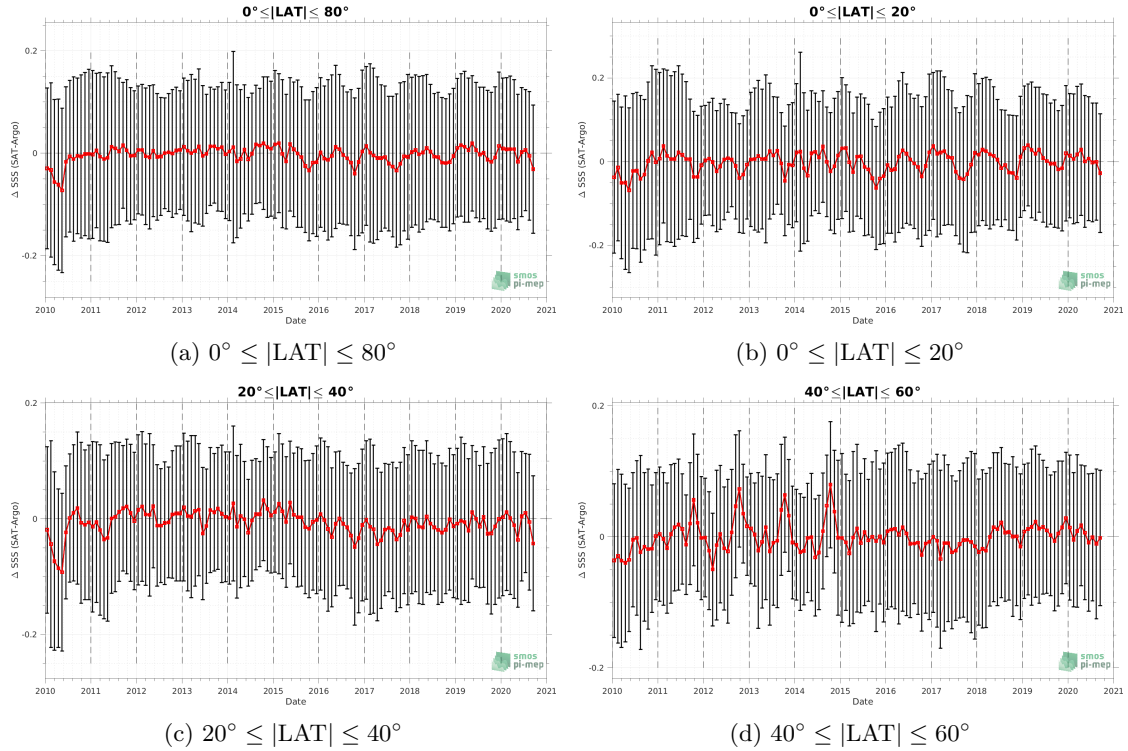 0°≤|LAT|≤ 80°
0.2
0
-0.2
Δ SSS (SAT-Argo)
smos
pi-mep
2010 2011 2012 2013 2014 2015 2016 2017 2018 2019 2020 2021
Date
(a) 0° ≤ |LAT| ≤ 80°
0°≤|LAT|≤ 20°
0.2
0
-0.2
Δ SSS (SAT-Argo)
smos
pi-mep
2010 2011 2012 2013 2014 2015 2016 2017 2018 2019 2020 2021
Date
(b) 0° ≤ |LAT| ≤ 20°
20°≤|LAT|≤ 40°
0.2
0
-0.2
Δ SSS (SAT-Argo)
smos
pi-mep
2010 2011 2012 2013 2014 2015 2016 2017 2018 2019 2020 2021
Date
(c) 20° ≤ |LAT| ≤ 40°
40°≤|LAT|≤ 60°
0.2
0
-0.2
Δ SSS (SAT-Argo)
smos
pi-mep
2010 2011 2012 2013 2014 2015 2016 2017 2018 2019 2020 2021
Date
(d) 40° ≤ |LAT| ≤ 60°